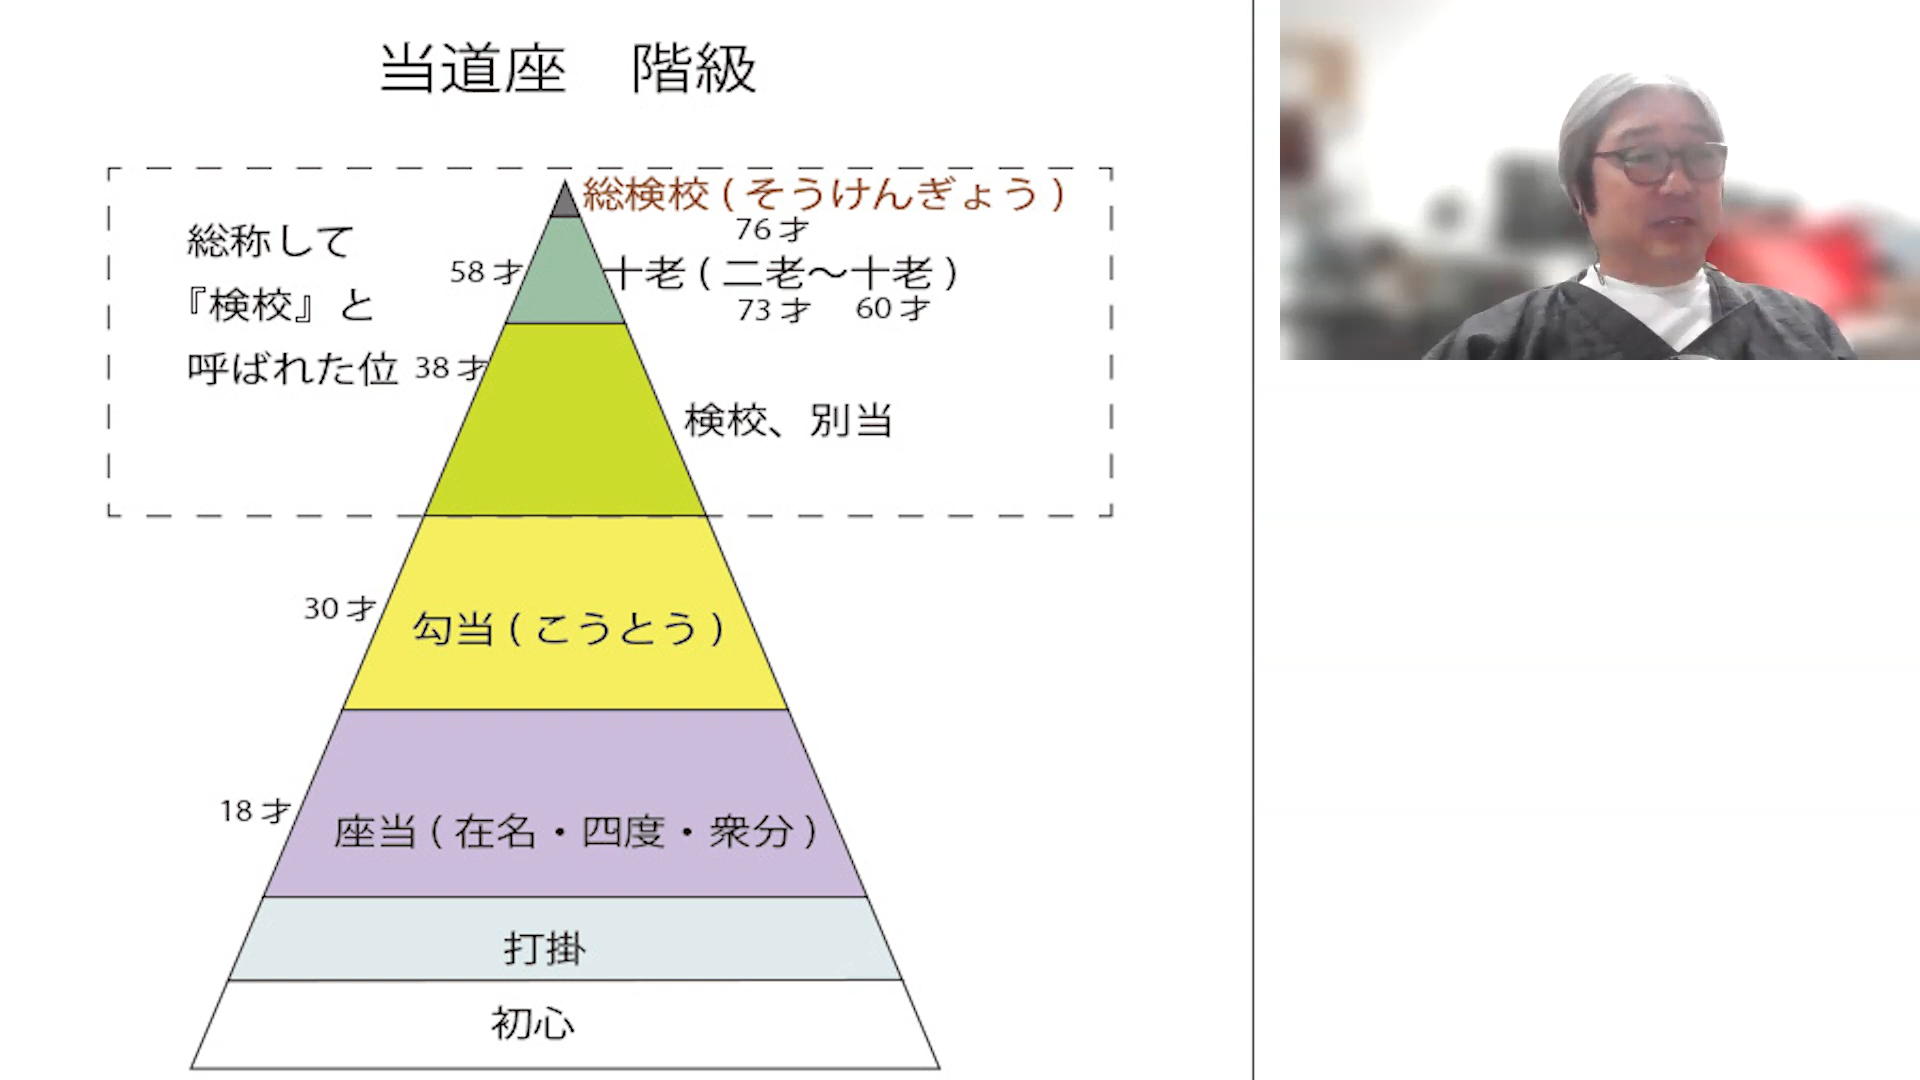 当道座　階級
総検校(そうけんぎょう)
76才
総称して
『検校』と
呼ばれた位
58才
十老(二老〜十老)
73才　60才
38才
検校、別当
30才
勾当(こうとう)
18才
座当(在名・四度・衆分)
打掛
初心